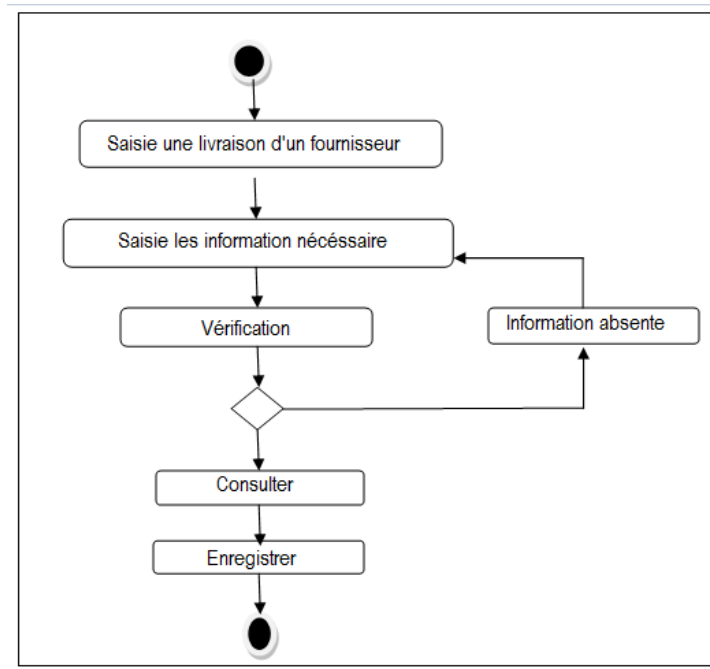 Saisie une livraison d'un fournisseur
Saisie les information nécéssaire
Vérification
Information absente
Consulter
Enregistrer